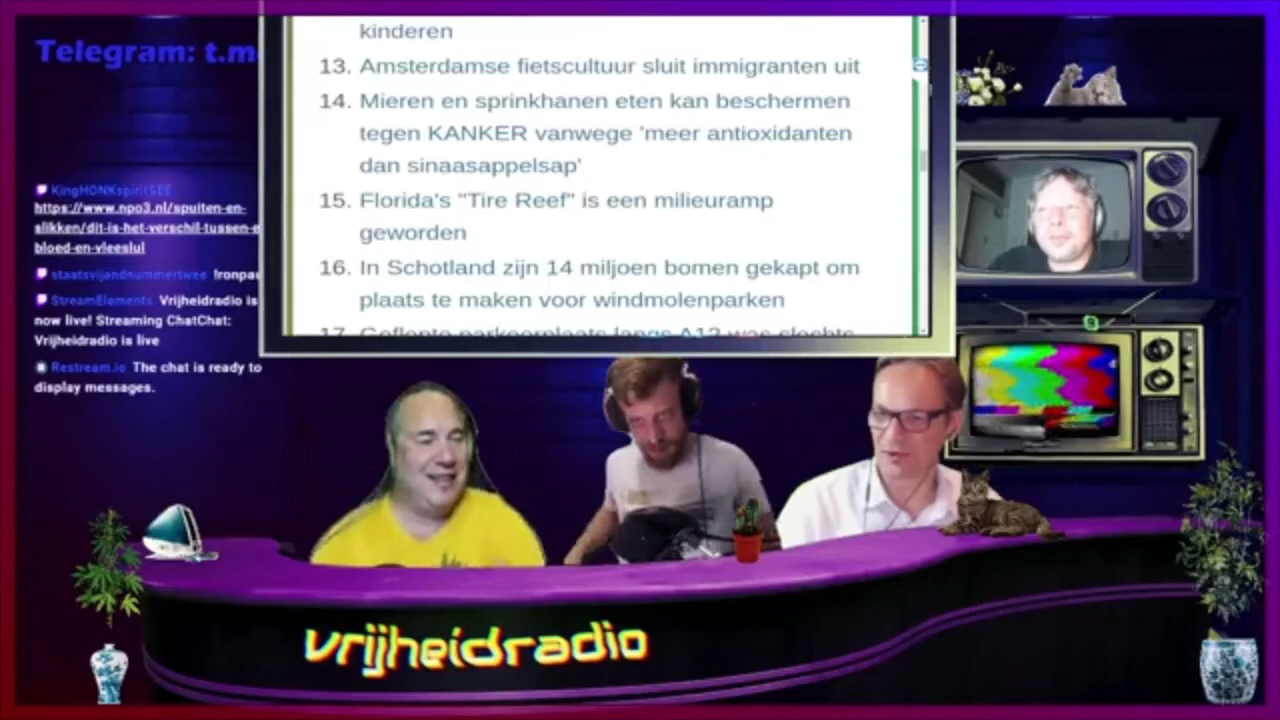 Telegram: t.m
kinderen
13. Amsterdamse fietscultuur sluit immigranten uit
14. Mieren en sprinkhanen eten kan beschermen
tegen KANKER vanwege 'meer antioxidanten
dan sinaasappelsap'
15. Florida's "Tire Reef" is een milieuramp
geworden
16. In Schotland zijn 14 miljoen bomen gekapt om
plaats te maken voor windmolenparken
KingHONKspiritSEE
https://www.npo3.nl/spuiten-en-
slikken/dit-is-het-verschil-tussen-e
bloed-en-vleeslul
staatsvijandnummertwee !ronpau
StreamElements Vrijheidradio is
now live! Streaming ChatChat:
Vrijheidradio is live
Restream.io The chat is ready to
display messages.
vrijheidradio